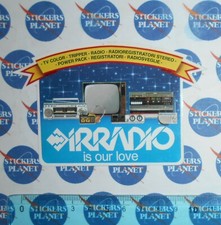 - TV COLOR - TRIPPER - RADIO - RADIOREGISTRATORI STEREO -
- POWER PACK - REGISTRATORI - RADIOSVEGLIE -
IRRADIO
is our love
STICKERS
PLANET
STICKERS
PLANET
STICKERS
PLANET
STICKERS
PLANET
STICKERS
PLANET
STICKERS
PLANET